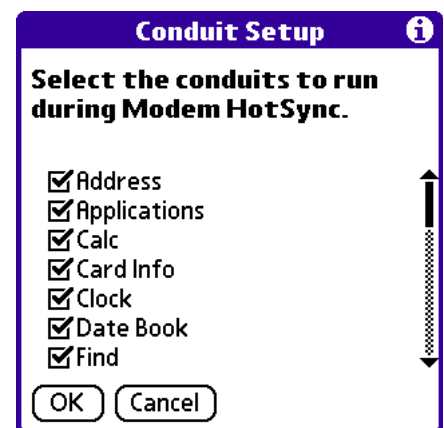 Conduit Setup i
Select the conduits to run
during Modem HotSync.
Address
Applications
Calc
Card Info
Clock
Date Book
Find
OK Cancel